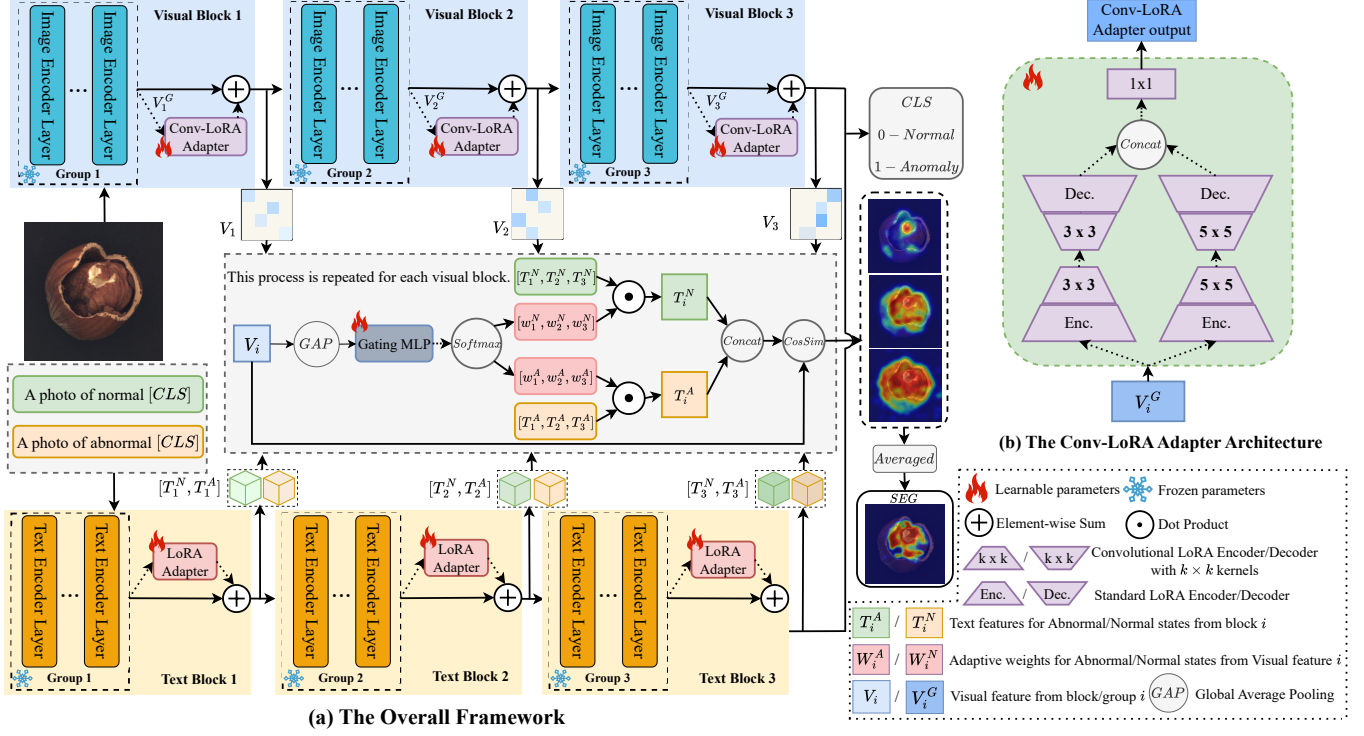 Visual Block 1
Image Encoder Layer
...
Image Encoder Layer
Group 1
V_1^G
Conv-LoRA
Adapter
Visual Block 2
Image Encoder Layer
...
Image Encoder Layer
Group 2
V_2^G
Conv-LoRA
Adapter
Visual Block 3
Image Encoder Layer
...
Image Encoder Layer
Group 3
V_3^G
Conv-LoRA
Adapter
V_1
V_2
V_3
CLS
0 - Normal
1 - Anomaly
A photo of normal [CLS]
A photo of abnormal [CLS]
This process is repeated for each visual block.
V_i
GAP
Gating MLP
Softmax
[T_1^N, T_2^N, T_3^N]
[w_1^N, w_2^N, w_3^N]
[w_1^A, w_2^A, w_3^A]
[T_1^A, T_2^A, T_3^A]
T_i^N
T_i^A
Concat
CosSim
Averaged
SEG
[T_1^N, T_1^A]
[T_2^N, T_2^A]
[T_3^N, T_3^A]
Text Encoder Layer
...
Text Encoder Layer
Group 1
LoRA
Adapter
Text Block 1
Text Encoder Layer
...
Text Encoder Layer
Group 2
LoRA
Adapter
Text Block 2
Text Encoder Layer
...
Text Encoder Layer
Group 3
LoRA
Adapter
Text Block 3
(a) The Overall Framework
Conv-LoRA
Adapter output
1x1
Concat
Dec.
3 x 3
3 x 3
Enc.
Dec.
5 x 5
5 x 5
Enc.
V_i^G
(b) The Conv-LoRA Adapter Architecture
Learnable parameters
Frozen parameters
Element-wise Sum
Dot Product
k x k / k x k
Convolutional LoRA Encoder/Decoder
with k × k kernels
Enc. / Dec.
Standard LoRA Encoder/Decoder
T_i^A / T_i^N Text features for Abnormal/Normal states from block i
W_i^A / W_i^N Adaptive weights for Abnormal/Normal states from Visual feature i
V_i / V_i^G Visual feature from block/group i
GAP Global Average Pooling